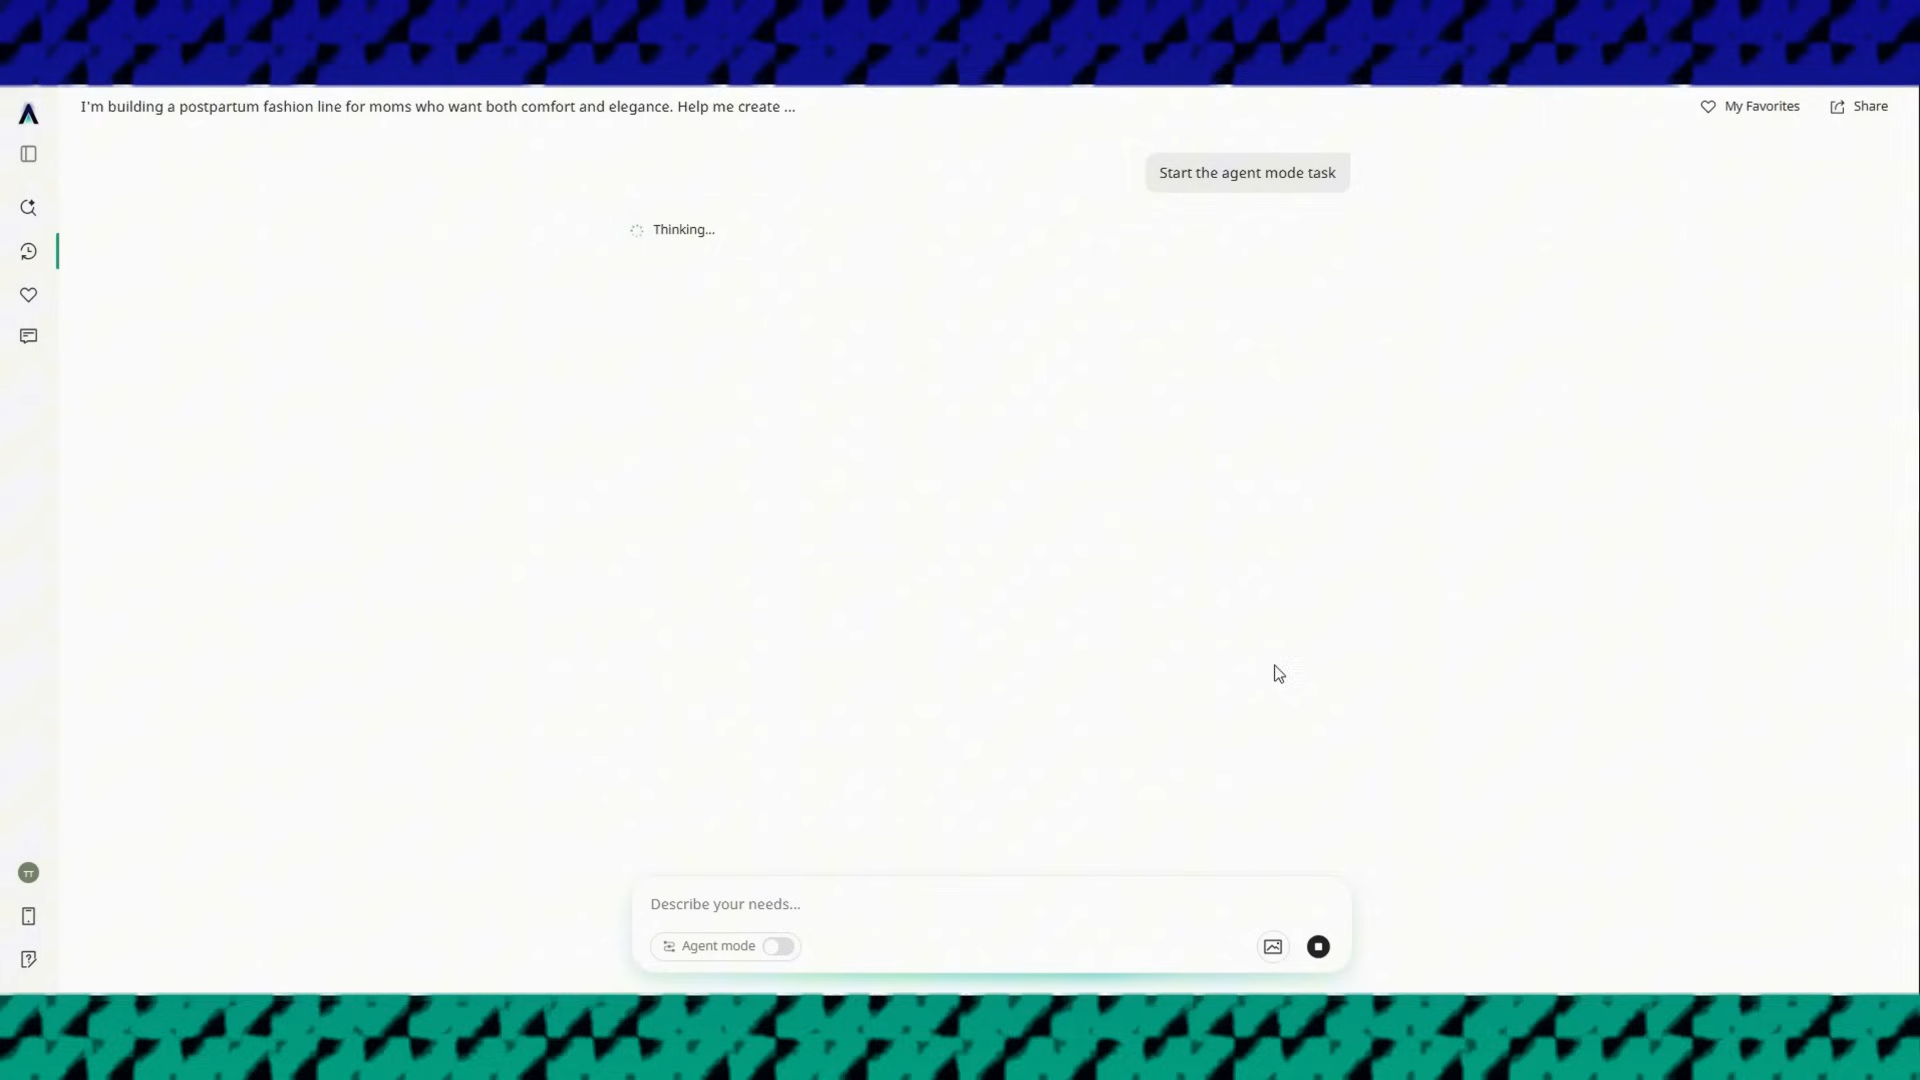 I'm building a postpartum fashion line for moms who want both comfort and elegance. Help me create ...
My Favorites
Share
Start the agent mode task
Thinking...
TT
Describe your needs...
Agent mode